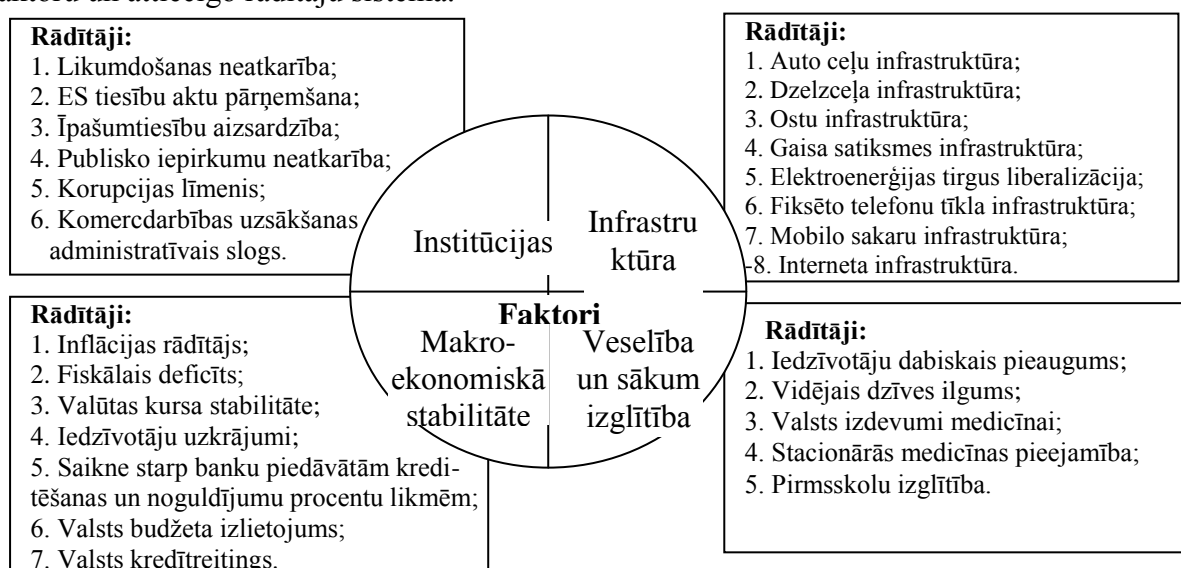 faktoru un attiecīgo rādītāju sistēma.
Rādītāji:
1. Likumdošanas neatkarība;
2. ES tiesību aktu pārņemšana;
3. Īpašumtiesību aizsardzība;
4. Publisko iepirkumu neatkarība;
5. Korupcijas līmenis;
6. Komercdarbības uzsākšanas
administratīvais slogs.
Rādītāji:
1. Auto ceļu infrastruktūra;
2. Dzelzceļa infrastruktūra;
3. Ostu infrastruktūra;
4. Gaisa satiksmes infrastruktūra;
5. Elektroenerģijas tirgus liberalizācija;
6. Fiksēto telefonu tīkla infrastruktūra;
7. Mobilo sakaru infrastruktūra;
-8. Interneta infrastruktūra.
Institūcijas
Infrastru
ktūra
Faktori
Makro-
ekonomiskā
stabilitāte
Veselība
un sākum
izglītība
Rādītāji:
1. Inflācijas rādītājs;
2. Fiskālais deficīts;
3. Valūtas kursa stabilitāte;
4. Iedzīvotāju uzkrājumi;
5. Saikne starp banku piedāvātām kredi-
tēšanas un noguldījumu procentu likmēm;
6. Valsts budžeta izlietojums;
7. Valsts kredītreitings.
Rādītāji:
1. Iedzīvotāju dabiskais pieaugums;
2. Vidējais dzīves ilgums;
3. Valsts izdevumi medicīnai;
4. Stacionārās medicīnas pieejamība;
5. Pirmsskolu izglītība.